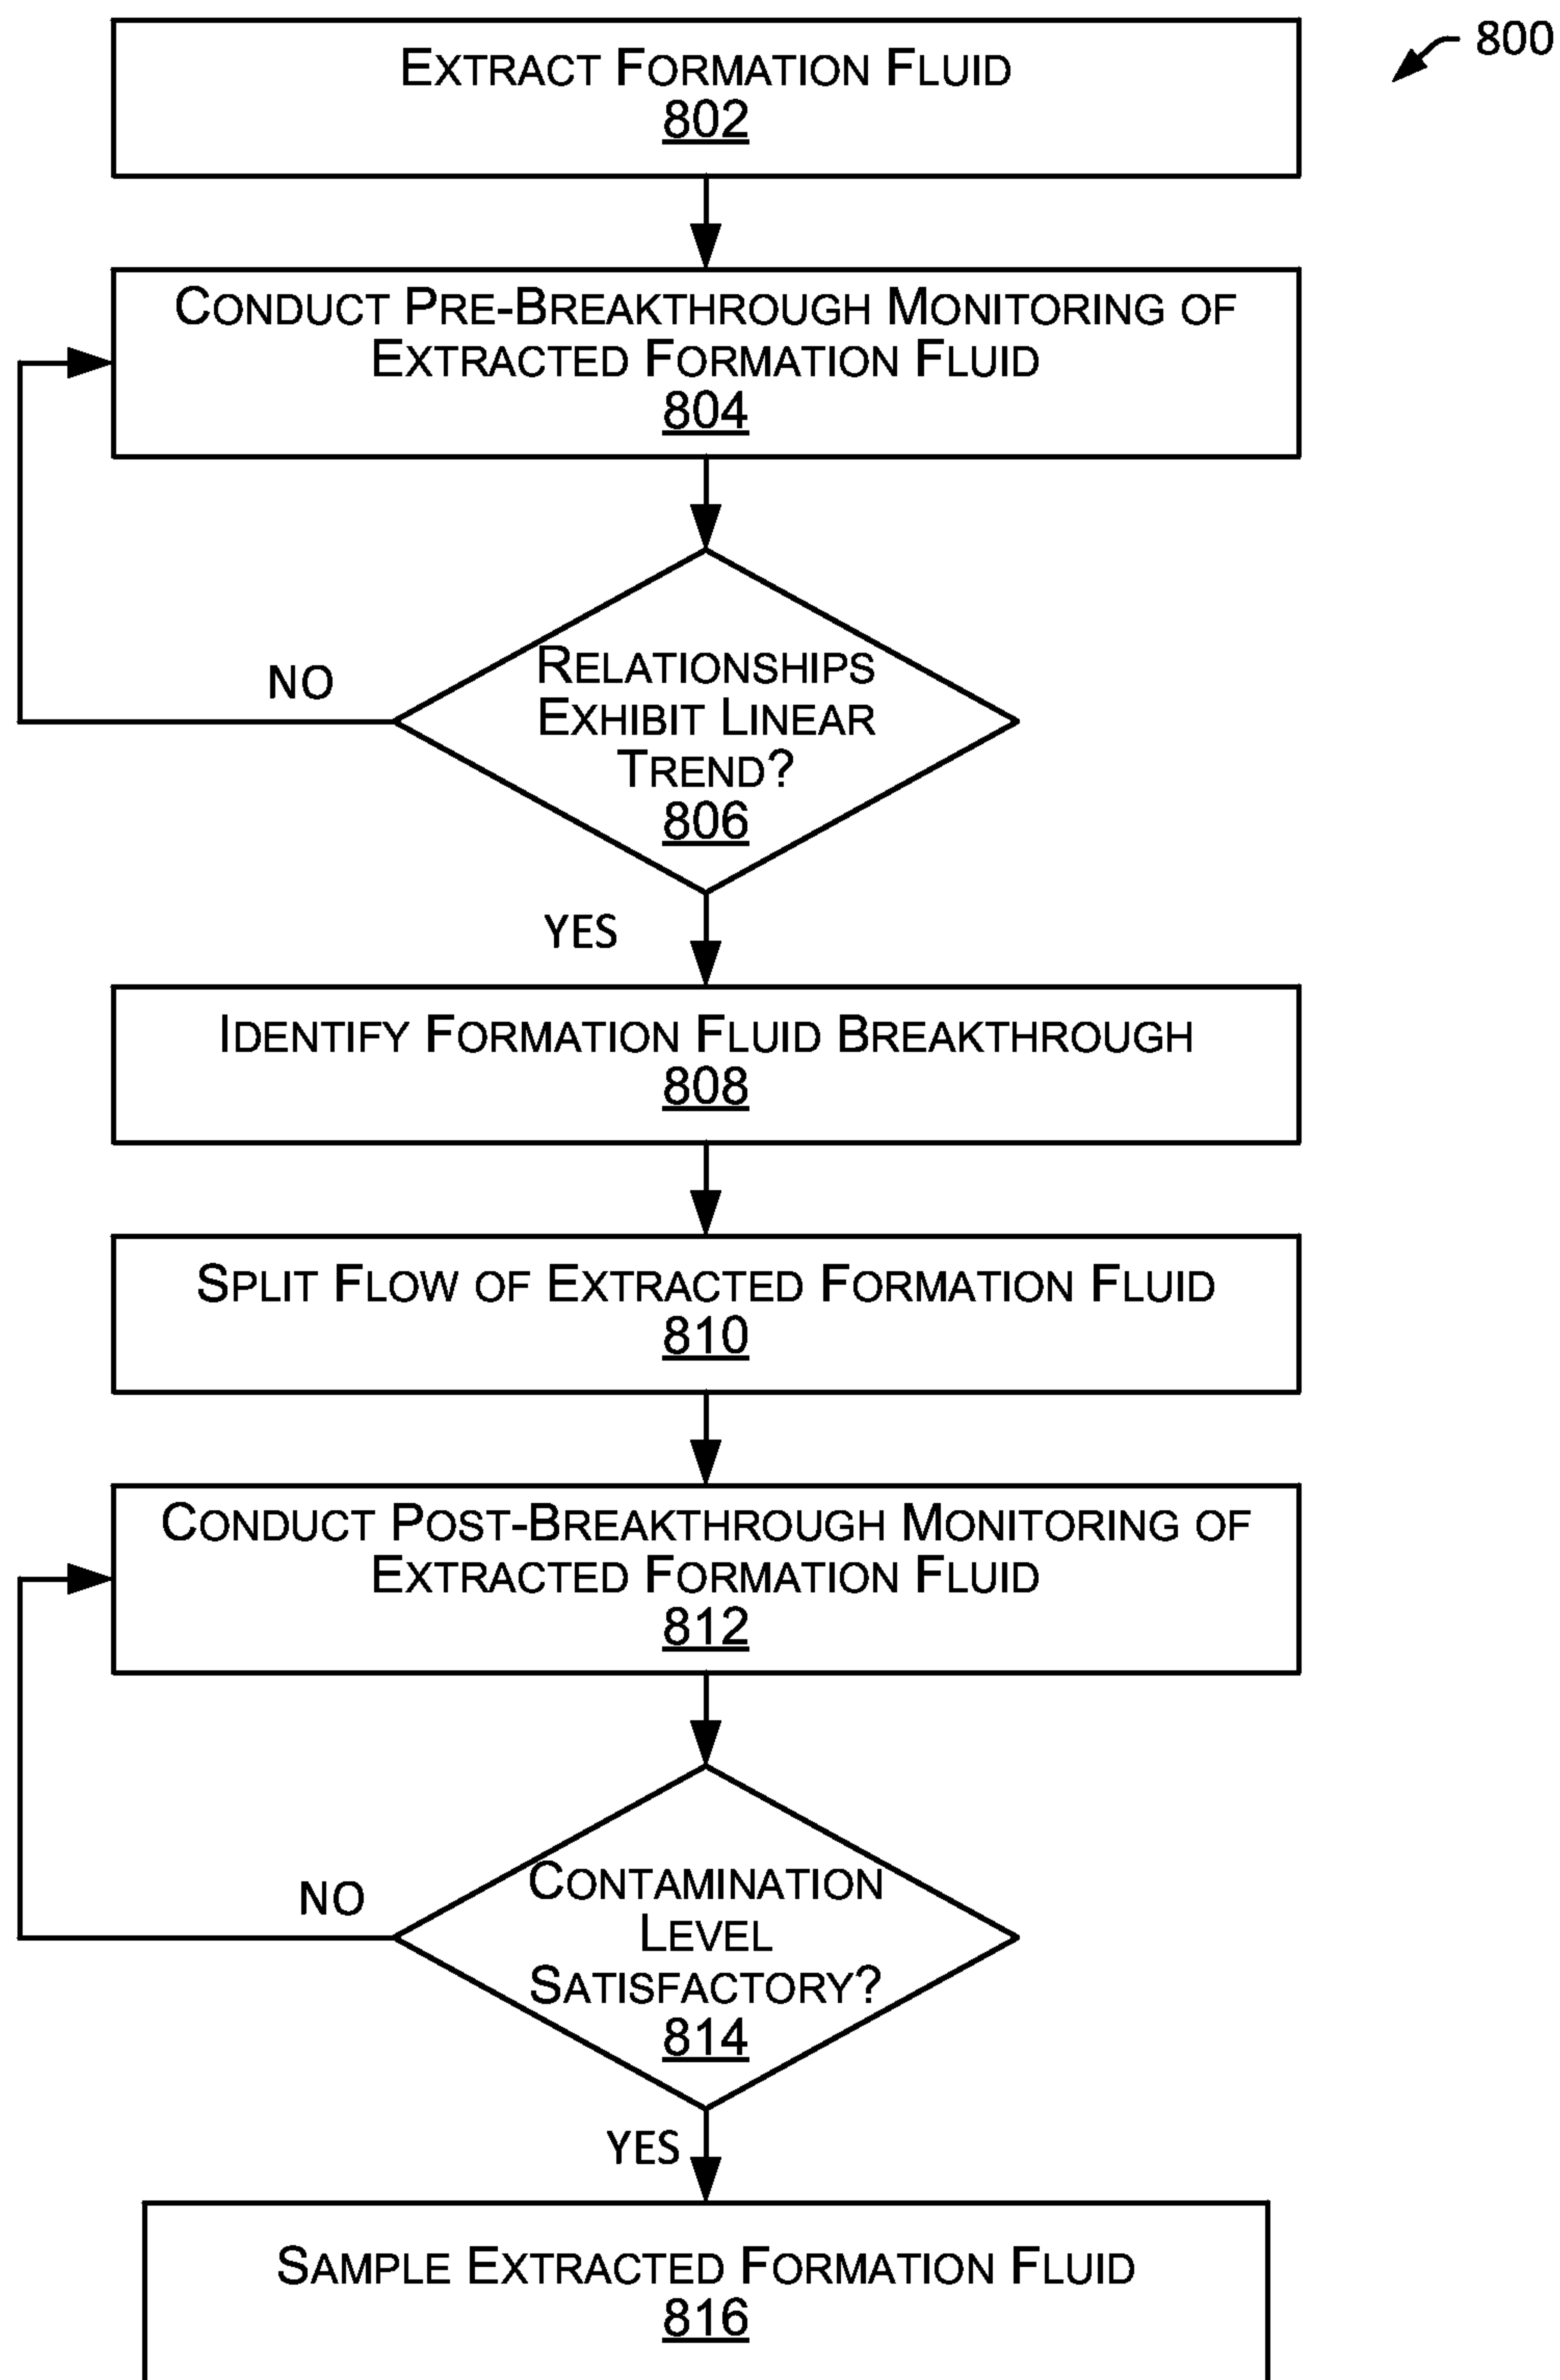 800
EXTRACT FORMATION FLUID
802
CONDUCT PRE-BREAKTHROUGH MONITORING OF
EXTRACTED FORMATION FLUID
804
RELATIONSHIPS
EXHIBIT LINEAR
TREND?
806
NO
YES
IDENTIFY FORMATION FLUID BREAKTHROUGH
808
SPLIT FLOW OF EXTRACTED FORMATION FLUID
810
CONDUCT POST-BREAKTHROUGH MONITORING OF
EXTRACTED FORMATION FLUID
812
CONTAMINATION
LEVEL
SATISFACTORY?
814
NO
YES
SAMPLE EXTRACTED FORMATION FLUID
816